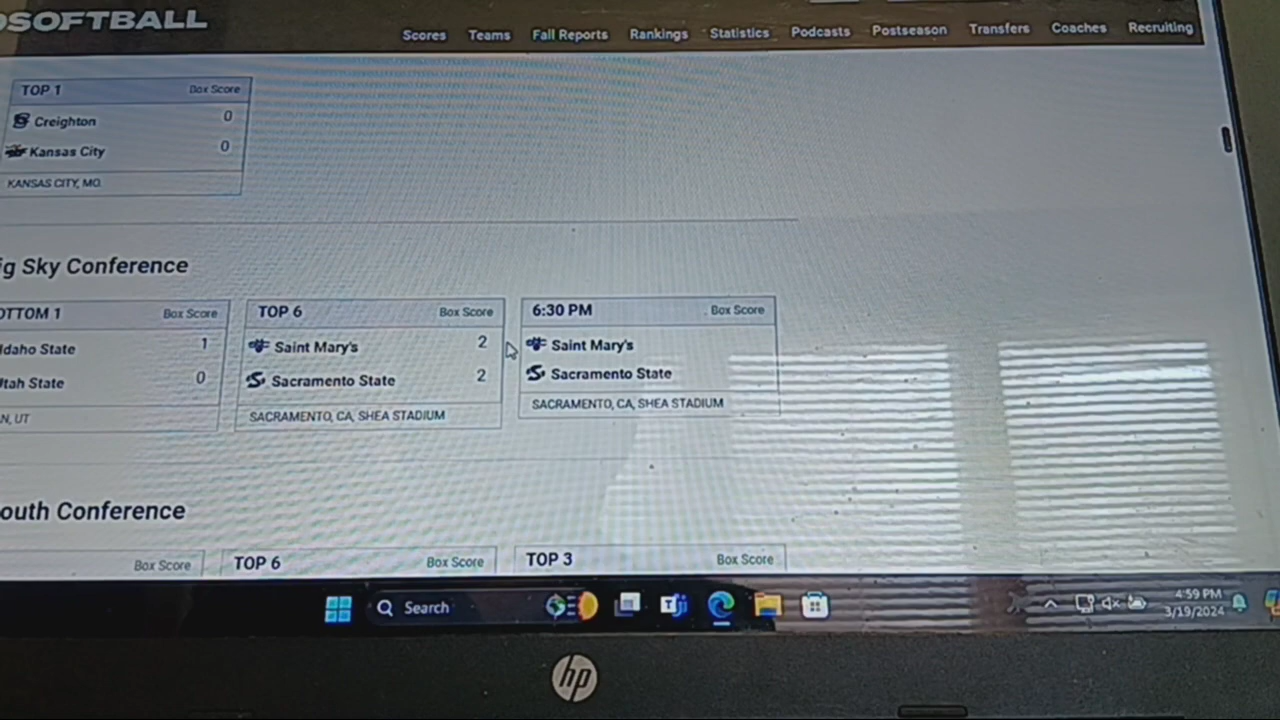 SOFTBALL
Scores Teams Fall Reports Rankings Statistics Podcasts Postseason Transfers Coaches Recruiting
TOP 1 Box Score
Creighton 0
Kansas City 0
KANSAS CITY, MO
ig Sky Conference
OTTOM 1 Box Score
Idaho State 1
Utah State 0
N, UT
TOP 6 Box Score
Saint Mary's 2
Sacramento State 2
SACRAMENTO, CA, SHEA STADIUM
6:30 PM Box Score
Saint Mary's
Sacramento State
SACRAMENTO, CA, SHEA STADIUM
outh Conference
Box Score
TOP 6 Box Score
TOP 3 Box Score
Search
4:59 PM
3/19/2024
hp